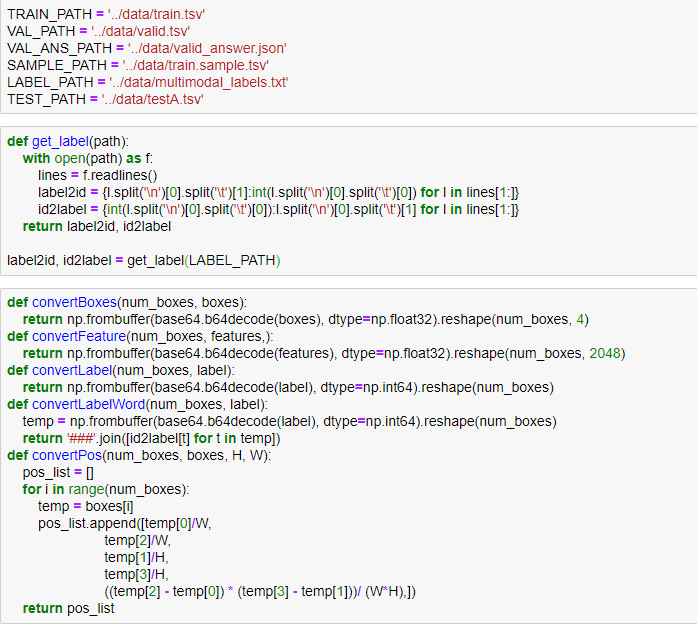 TRAIN_PATH = '../data/train.tsv'
VAL_PATH = '../data/valid.tsv'
VAL_ANS_PATH = '../data/valid_answer.json'
SAMPLE_PATH = '../data/train.sample.tsv'
LABEL_PATH = '../data/multimodal_labels.txt'
TEST_PATH = '../data/testA.tsv'
def get_label(path):
    with open(path) as f:
        lines = f.readlines()
        label2id = {l.split('\n')[0].split('\t')[1]:int(l.split('\n')[0].split('\t')[0]) for l in lines[1:]}
        id2label = {int(l.split('\n')[0].split('\t')[0]):l.split('\n')[0].split('\t')[1] for l in lines[1:]}
    return label2id, id2label
label2id, id2label = get_label(LABEL_PATH)
def convertBoxes(num_boxes, boxes):
    return np.frombuffer(base64.b64decode(boxes), dtype=np.float32).reshape(num_boxes, 4)
def convertFeature(num_boxes, features,):
    return np.frombuffer(base64.b64decode(features), dtype=np.float32).reshape(num_boxes, 2048)
def convertLabel(num_boxes, label):
    return np.frombuffer(base64.b64decode(label), dtype=np.int64).reshape(num_boxes)
def convertLabelWord(num_boxes, label):
    temp = np.frombuffer(base64.b64decode(label), dtype=np.int64).reshape(num_boxes)
    return '###'.join([id2label[t] for t in temp])
def convertPos(num_boxes, boxes, H, W):
    pos_list = []
    for i in range(num_boxes):
        temp = boxes[i]
        pos_list.append([temp[0]/W,
                         temp[2]/W,
                         temp[1]/H,
                         temp[3]/H,
                         ((temp[2] - temp[0]) * (temp[3] - temp[1]))/ (W*H),])
    return pos_list